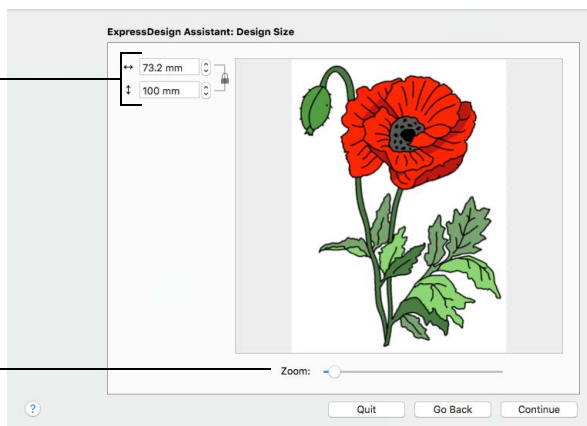 ExpressDesign Assistant: Design Size
73.2 mm
100 mm
Zoom:
?
Quit
Go Back
Continue